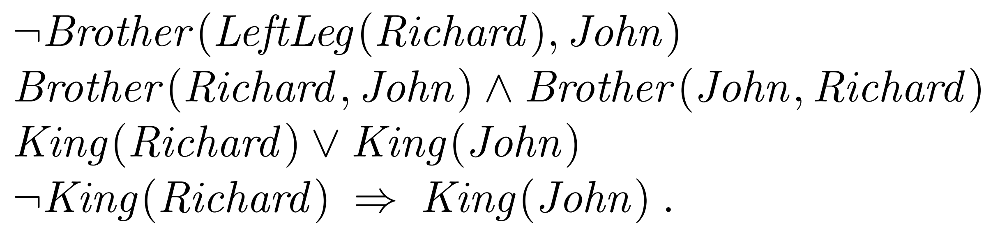 ¬Brother(LeftLeg(Richard), John)
Brother(Richard, John) ∧ Brother(John, Richard)
King(Richard) ∨ King(John)
¬King(Richard) ⇒ King(John) .